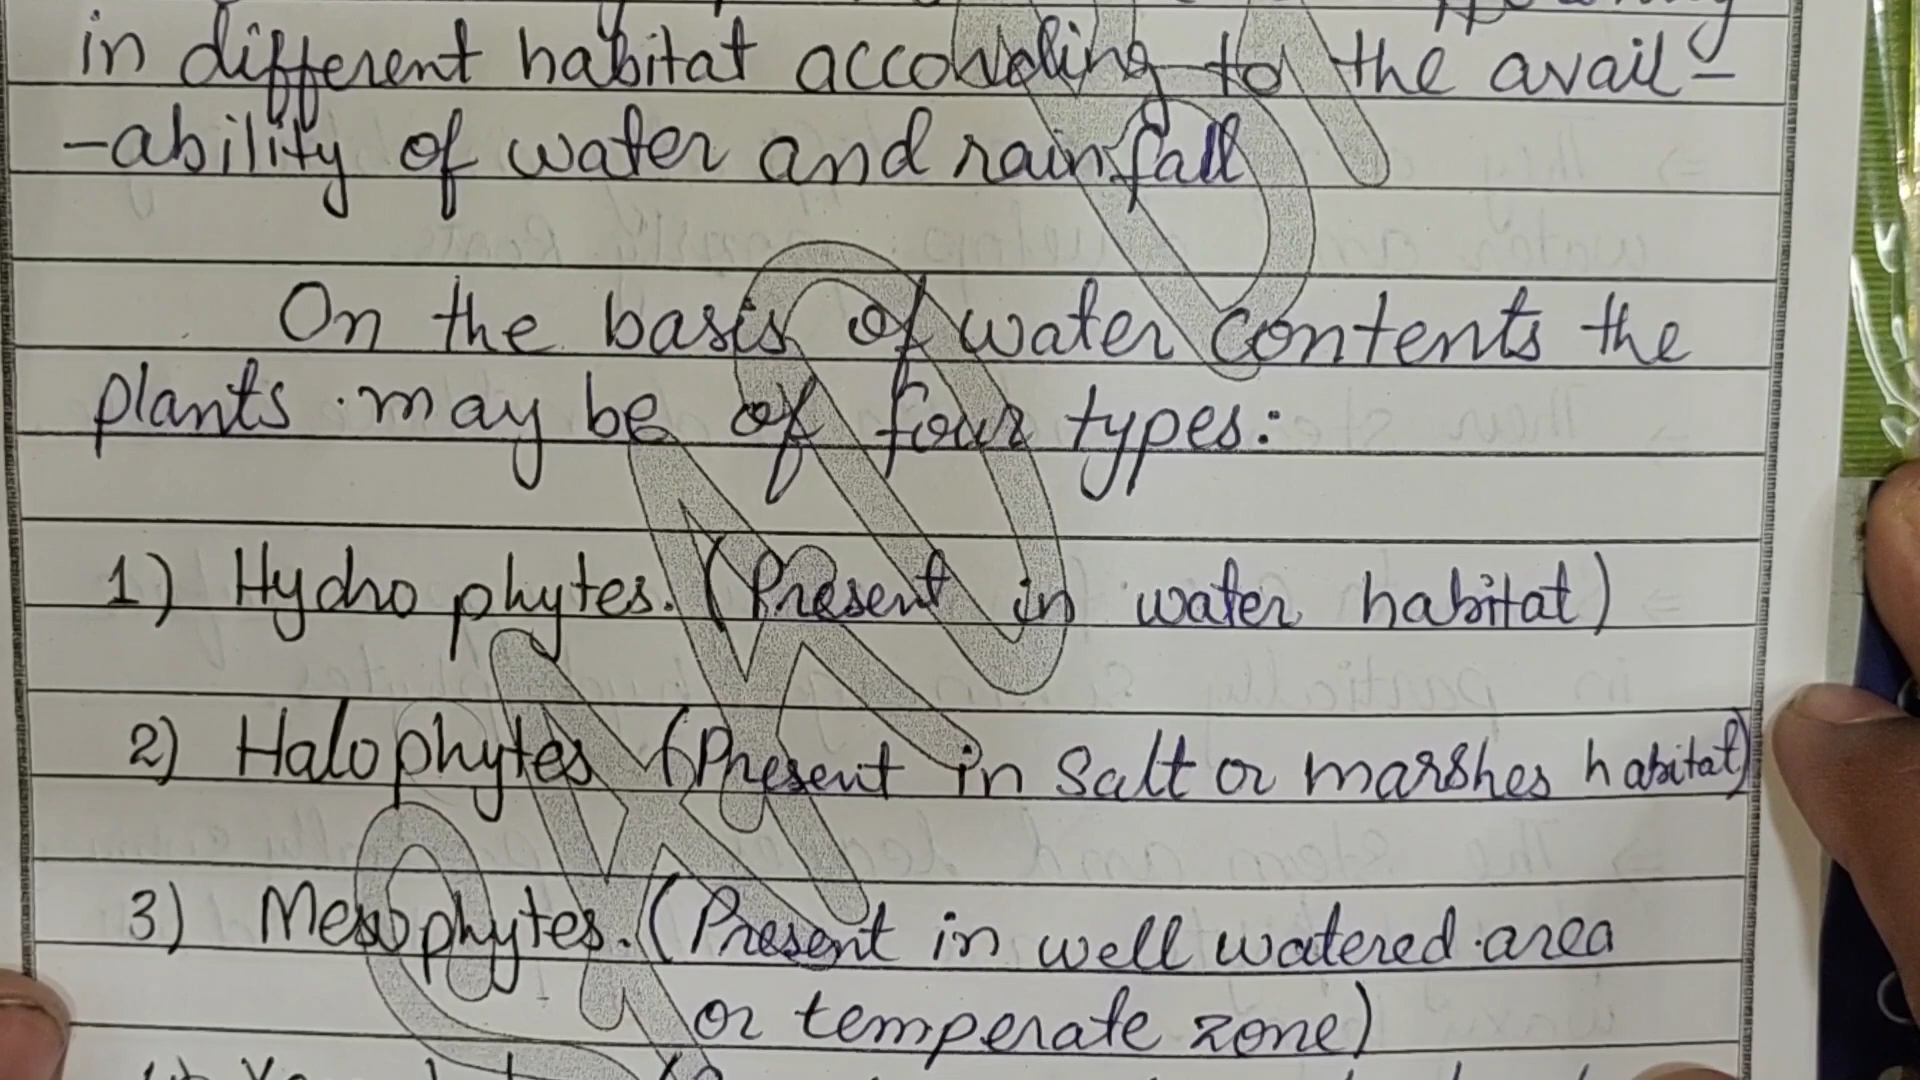 in different habitat according to the avail-
-ability of water and rainfall
On the basis of water contents the
plants may be of four types:
1) Hydro phytes. (Present in water habitat)
2) Halophytes (Present in Salt or marshes habitat)
3) Mesophytes. (Present in well watered area
or temperate zone)